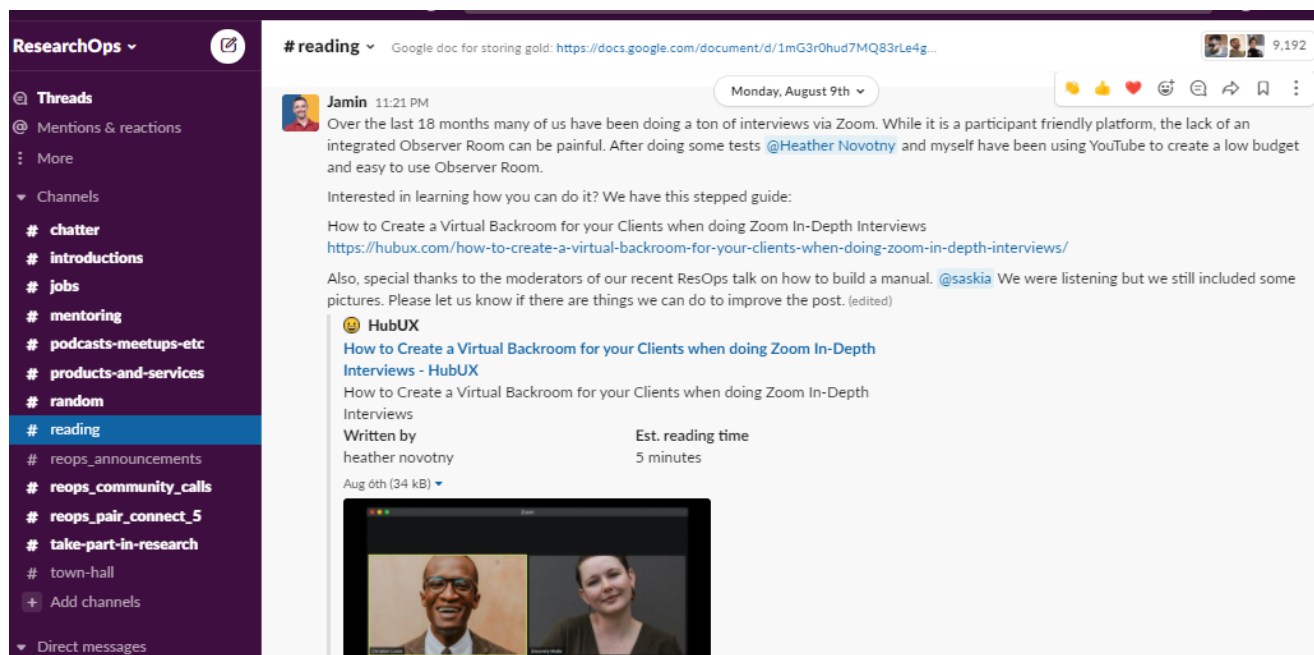 ResearchOps
Threads
Mentions & reactions
More
Channels
# chatter
# introductions
# jobs
# mentoring
# podcasts-meetups-etc
# products-and-services
# random
# reading
# reops_announcements
# reops_community_calls
# reops_pair_connect_5
# take-part-in-research
# town-hall
+ Add channels
Direct messages
# reading Google doc for storing gold: https://docs.google.com/document/d/1mG3r0hud7MQ83rLe4g...
9,192
Monday, August 9th
Jamin 11:21 PM
Over the last 18 months many of us have been doing a ton of interviews via Zoom. While it is a participant friendly platform, the lack of an
integrated Observer Room can be painful. After doing some tests @Heather Novotny and myself have been using YouTube to create a low budget
and easy to use Observer Room.
Interested in learning how you can do it? We have this stepped guide:
How to Create a Virtual Backroom for your Clients when doing Zoom In-Depth Interviews
https://hubux.com/how-to-create-a-virtual-backroom-for-your-clients-when-doing-zoom-in-depth-interviews/
Also, special thanks to the moderators of our recent ResOps talk on how to build a manual. @saskia We were listening but we still included some
pictures. Please let us know if there are things we can do to improve the post. (edited)
HubUX
How to Create a Virtual Backroom for your Clients when doing Zoom In-Depth
Interviews - HubUX
How to Create a Virtual Backroom for your Clients when doing Zoom In-Depth
Interviews
Written by Est. reading time
heather novotny 5 minutes
Aug 6th (34 kB)
Zoom